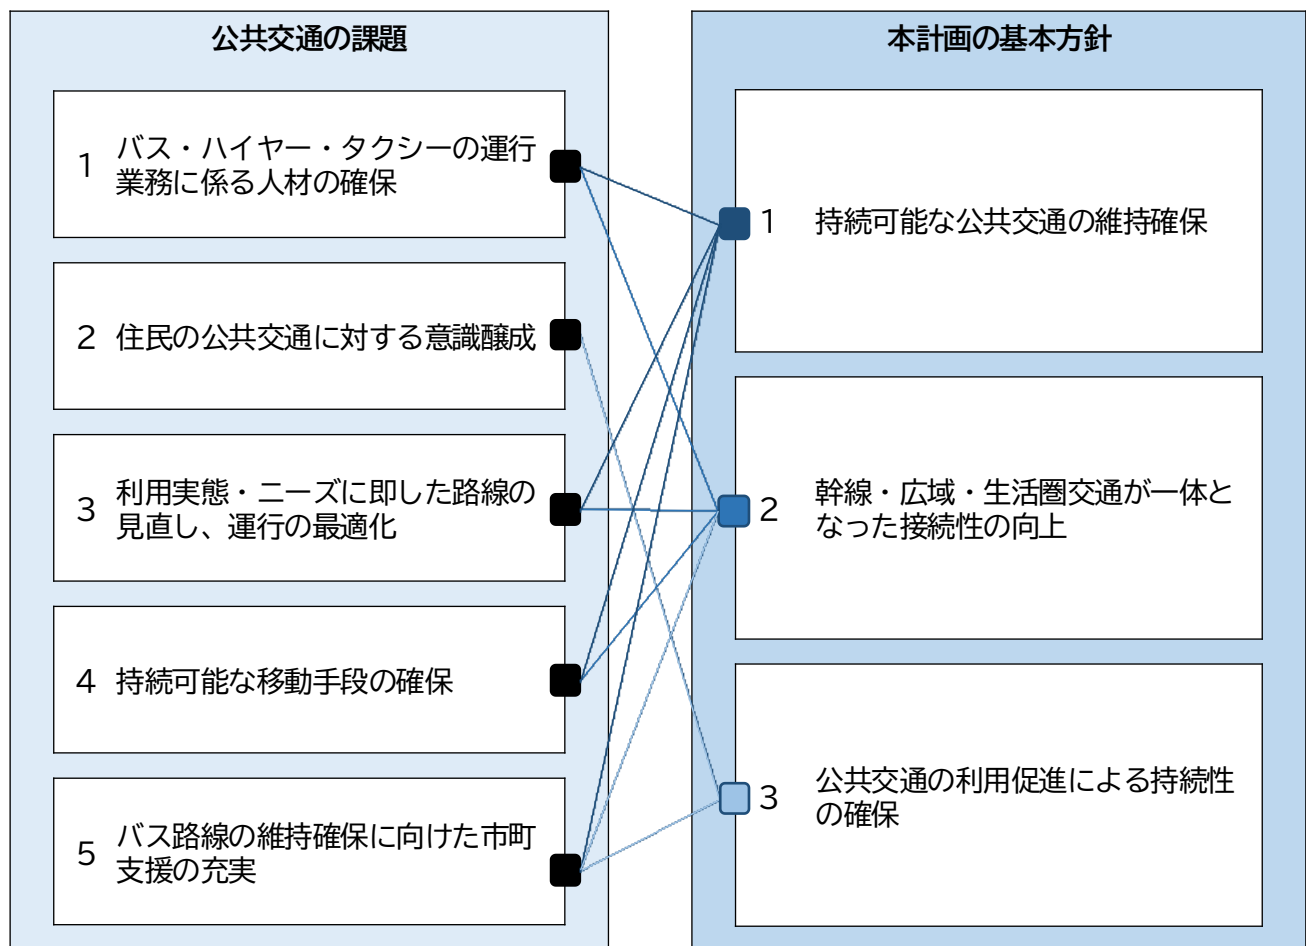 公共交通の課題
1 バス・ハイヤー・タクシーの運行
業務に係る人材の確保
2 住民の公共交通に対する意識醸成
3 利用実態・ニーズに即した路線の
見直し、運行の最適化
4 持続可能な移動手段の確保
5 バス路線の維持確保に向けた市町
支援の充実
本計画の基本方針
1 持続可能な公共交通の維持確保
2 幹線・広域・生活圏交通が一体と
なった接続性の向上
3 公共交通の利用促進による持続性
の確保